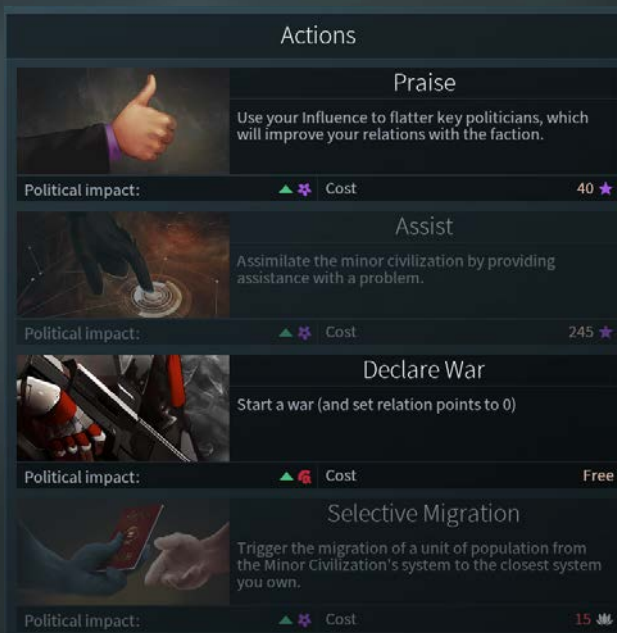 Actions
Praise
Use your Influence to flatter key politicians, which
will improve your relations with the faction.
Political impact: Cost 40
Assist
Assimilate the minor civilization by providing
assistance with a problem.
Political impact: Cost 245
Declare War
Start a war (and set relation points to 0)
Political impact: Cost Free
Selective Migration
Trigger the migration of a unit of population from
the Minor Civilization's system to the closest system
you own.
Political impact: Cost 15